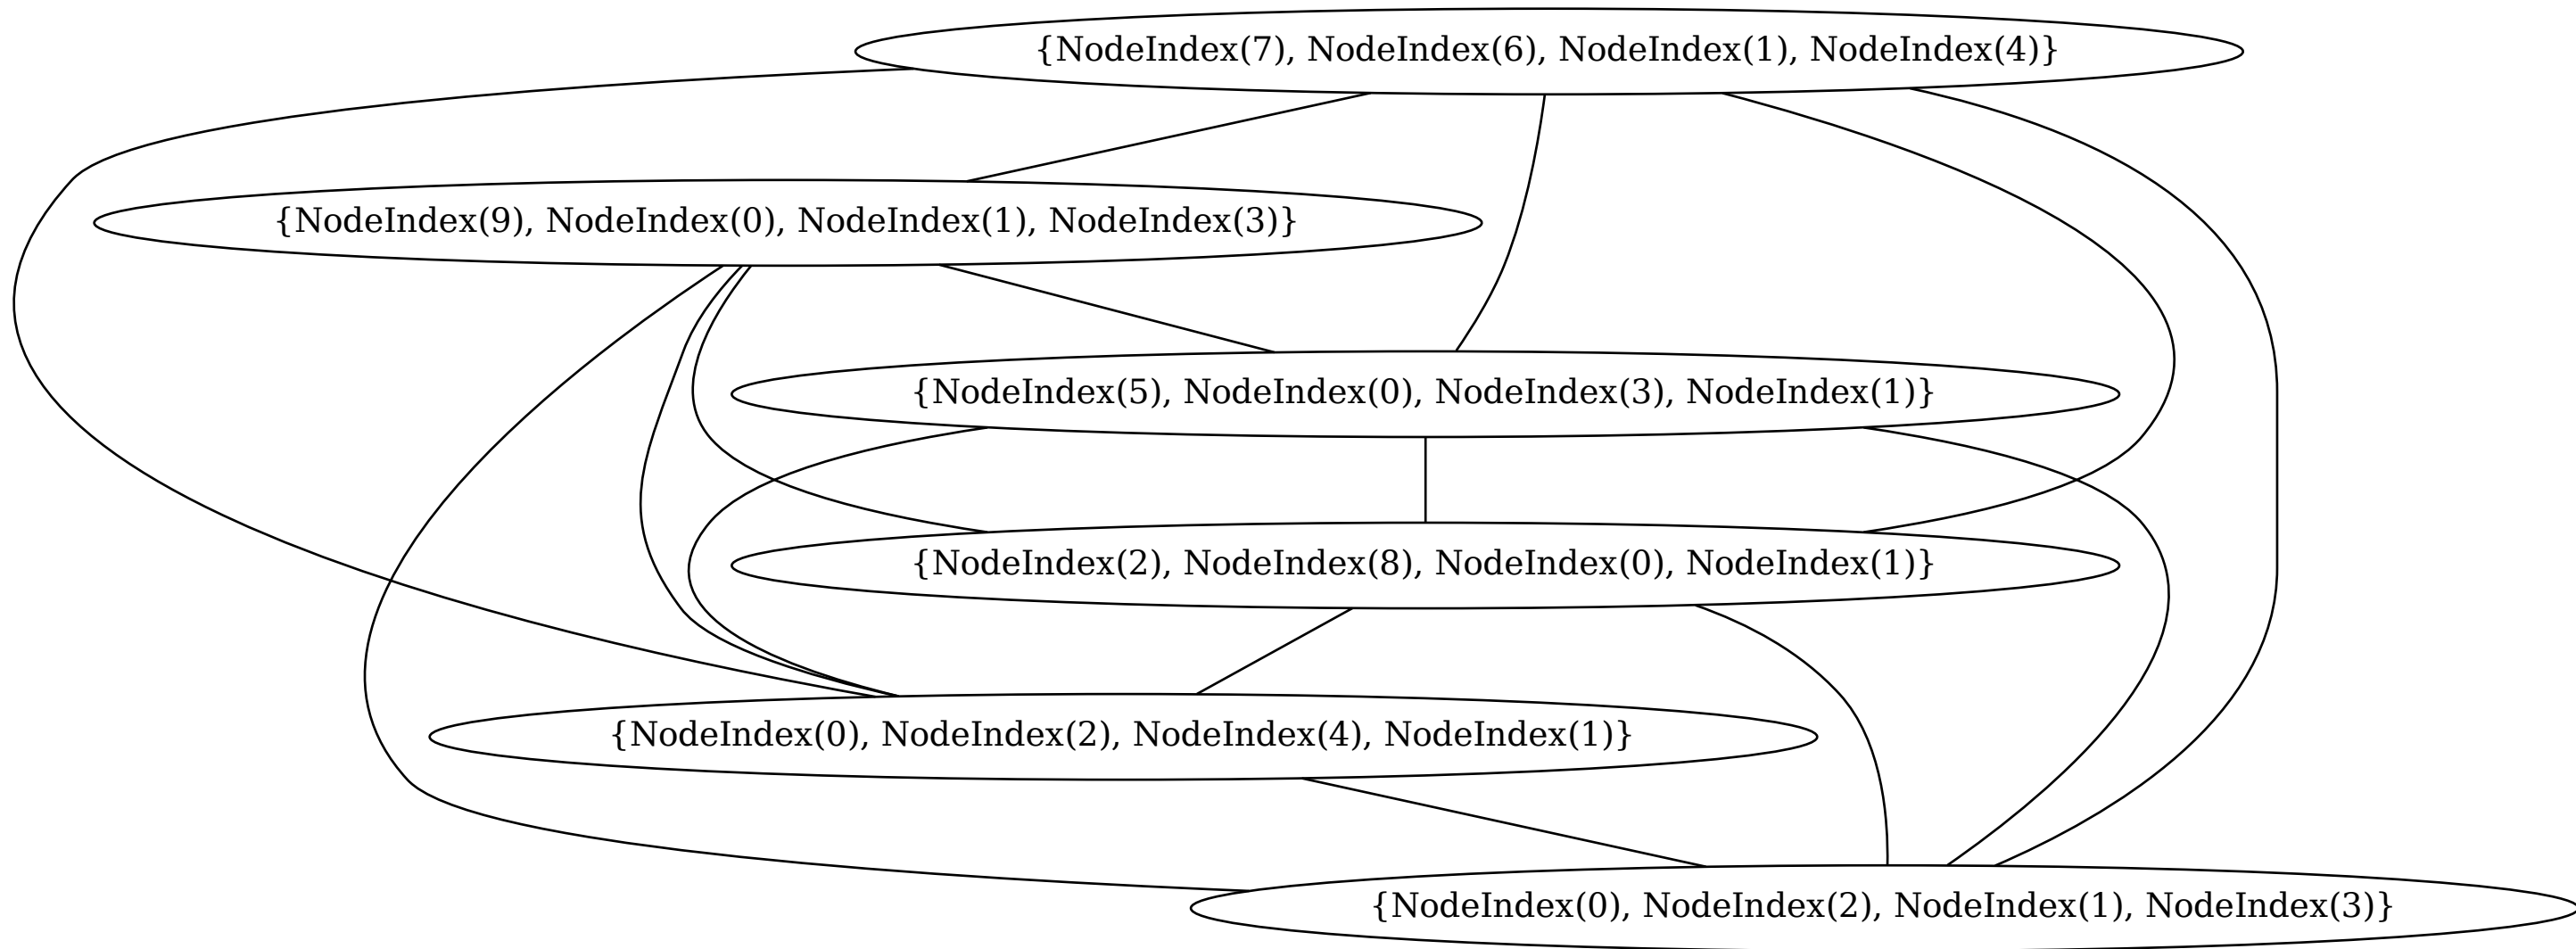 {NodeIndex(7), NodeIndex(6), NodeIndex(1), NodeIndex(4)}
{NodeIndex(9), NodeIndex(0), NodeIndex(1), NodeIndex(3)}
{NodeIndex(5), NodeIndex(0), NodeIndex(3), NodeIndex(1)}
{NodeIndex(2), NodeIndex(8), NodeIndex(0), NodeIndex(1)}
{NodeIndex(0), NodeIndex(2), NodeIndex(4), NodeIndex(1)}
{NodeIndex(0), NodeIndex(2), NodeIndex(1), NodeIndex(3)}